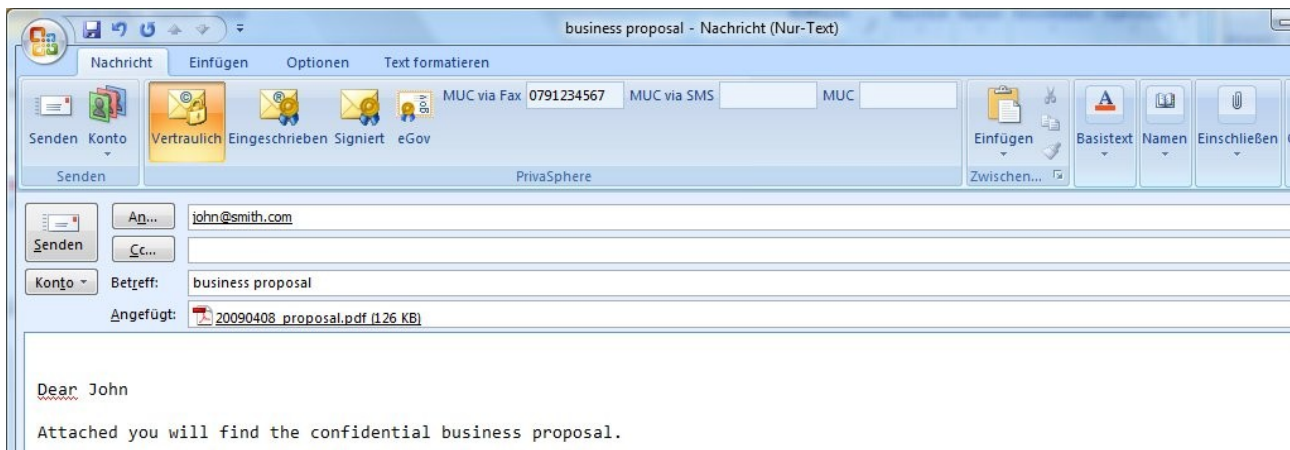 business proposal - Nachricht (Nur-Text)
Nachricht Einfügen Optionen Text formatieren
MUC via Fax 0791234567 MUC via SMS MUC
Senden Konto Vertraulich Eingeschrieben Signiert eGov Einfügen Basistext Namen Einschließen
Senden PrivaSphere Zwischen...
An... john@smith.com
Senden Cc...
Konto Betreff: business proposal
Angefügt: 20090408_proposal.pdf (126 KB)
Dear John
Attached you will find the confidential business proposal.